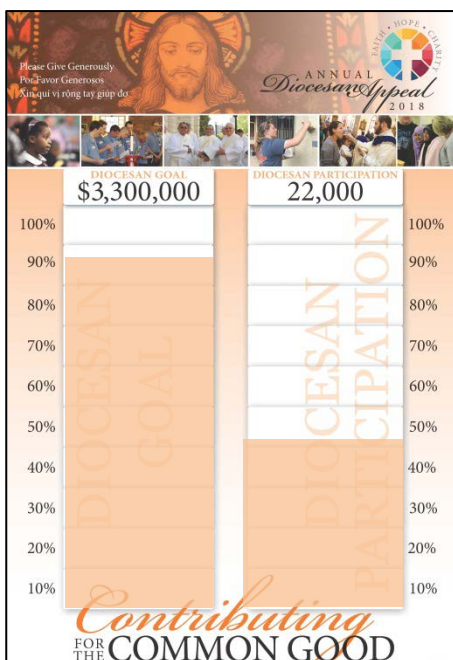 Please Give Generously
Por Favor Generosos
Xin quí vị rộng tay giúp đỡ
FAITH • HOPE • CHARITY
ANNUAL
Diocesan Appeal
2018
DIOCESAN GOAL
$3,300,000
DIOCESAN PARTICIPATION
22,000
100% 100%
90% 90%
80% 80%
70% 70%
60% 60%
50% 50%
40% 40%
30% 30%
20% 20%
10% 10%
DIOCESAN
GOAL
DIOCESAN
PARTICIPATION
Contributing
FOR THE COMMON GOOD